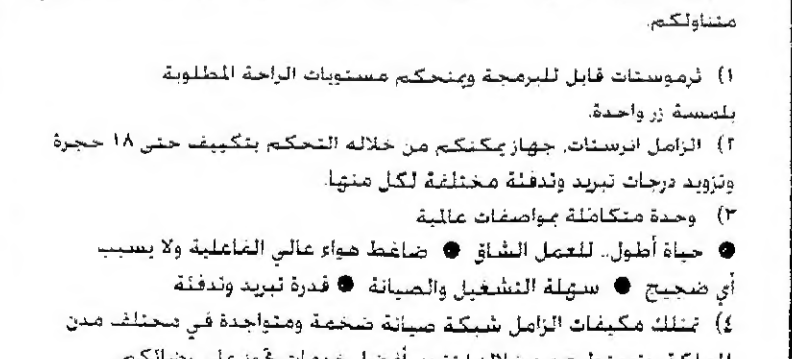 متناولكم.
١) ثرموستات قابل للبرمجة ويمنحكم مستويات الراحة المطلوبة
بلمسة زر واحدة.
٢) الزامل انرستات، جهاز يمكنكم من خلاله التحكم بتكييف حتى ١٨ حجرة
وتزويد درجات تبريد وتدفئة مختلفة لكل منها.
٣) وحدة متكاملة بمواصفات عالمية
● حياة أطول.. للعمل الشاق ● ضاغط هواء عالي الفاعلية ولا يسبب
أي ضجيج ● سهلة التشغيل والصيانة ● قدرة تبريد وتدفئة
٤) تمتلك مكيفات الزامل شبكة صيانة ضخمة ومتواجدة في مختلف مدن